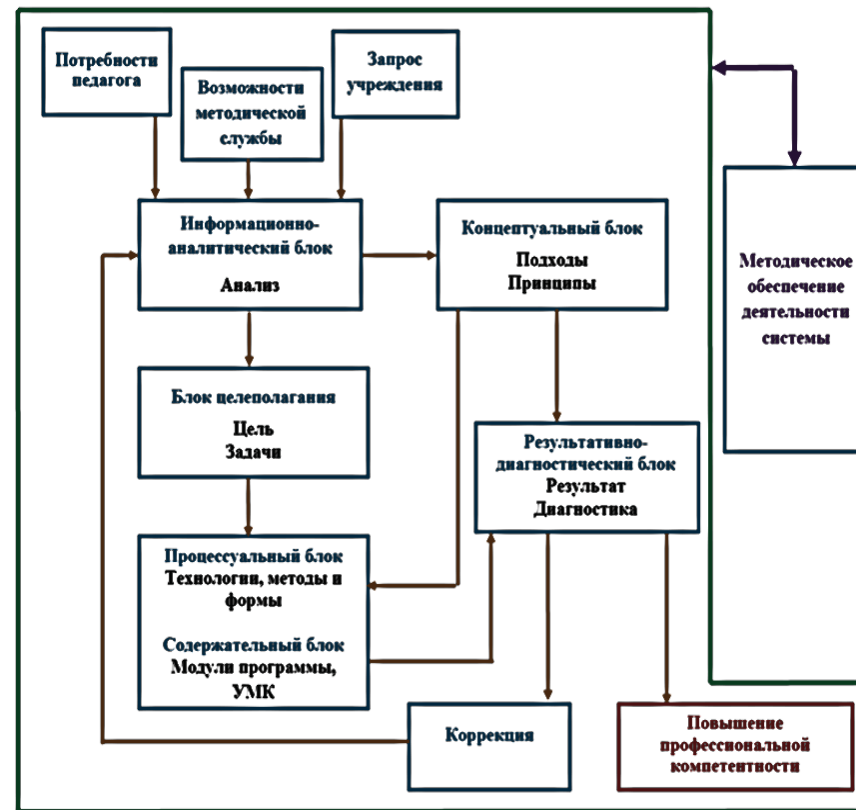 Потребности
педагога
Возможности
методической
службы
Запрос
учреждения
Информационно-
аналитический блок
Анализ
Концептуальный блок
Подходы
Принципы
Методическое
обеспечение
деятельности
системы
Блок целеполагания
Цель
Задачи
Результативно-
диагностический блок
Результат
Диагностика
Процессуальный блок
Технологии, методы и
формы
Содержательный блок
Модули программы,
УМК
Коррекция
Повышение
профессиональной
компетентности